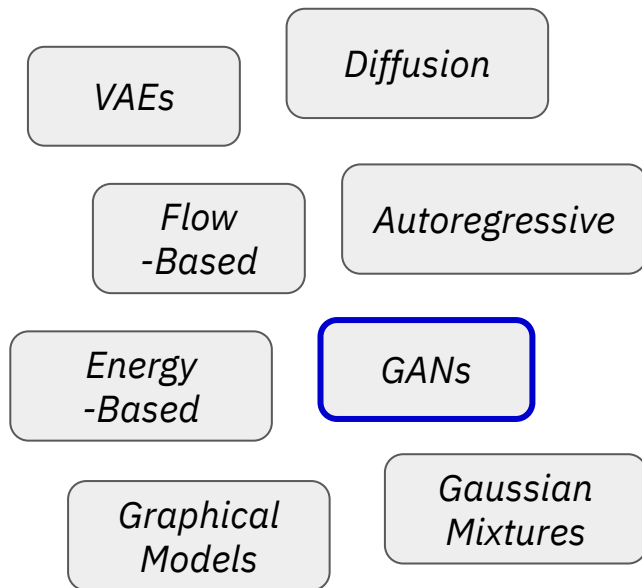 VAEs
Diffusion
Flow
-Based
Autoregressive
Energy
-Based
GANs
Graphical
Models
Gaussian
Mixtures